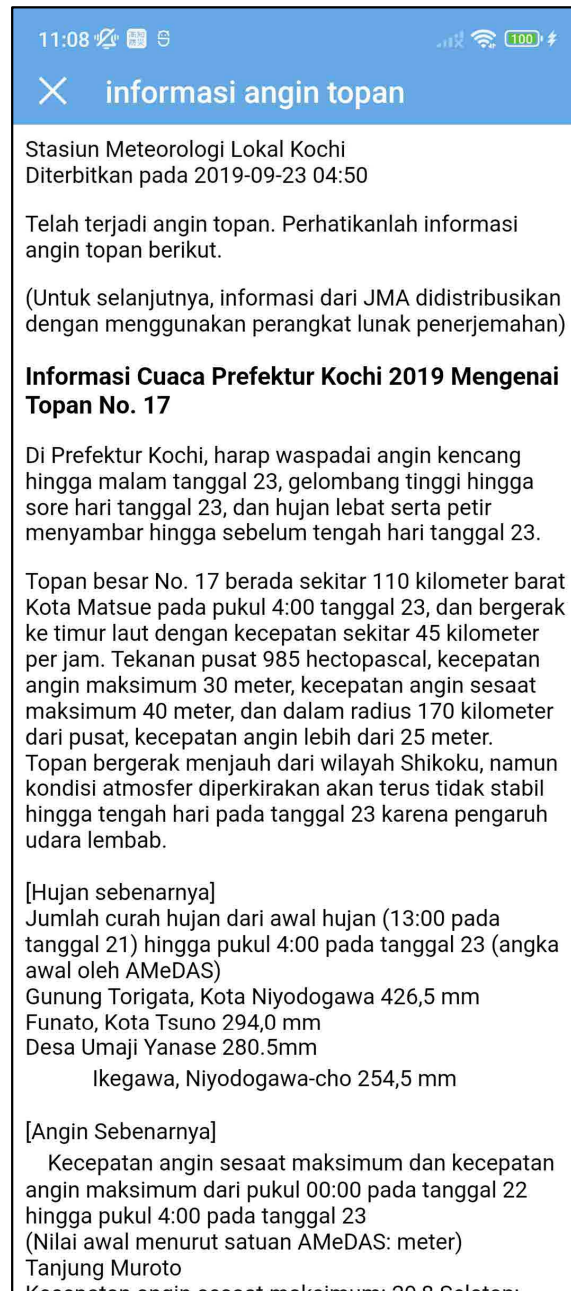 11:08
100
informasi angin topan
Stasiun Meteorologi Lokal Kochi
Diterbitkan pada 2019-09-23 04:50
Telah terjadi angin topan. Perhatikanlah informasi
angin topan berikut.
(Untuk selanjutnya, informasi dari JMA didistribusikan
dengan menggunakan perangkat lunak penerjemahan)
Informasi Cuaca Prefektur Kochi 2019 Mengenai
Topan No. 17
Di Prefektur Kochi, harap waspadai angin kencang
hingga malam tanggal 23, gelombang tinggi hingga
sore hari tanggal 23, dan hujan lebat serta petir
menyambar hingga sebelum tengah hari tanggal 23.
Topan besar No. 17 berada sekitar 110 kilometer barat
Kota Matsue pada pukul 4:00 tanggal 23, dan bergerak
ke timur laut dengan kecepatan sekitar 45 kilometer
per jam. Tekanan pusat 985 hectopascal, kecepatan
angin maksimum 30 meter, kecepatan angin sesaat
maksimum 40 meter, dan dalam radius 170 kilometer
dari pusat, kecepatan angin lebih dari 25 meter.
Topan bergerak menjauh dari wilayah Shikoku, namun
kondisi atmosfer diperkirakan akan terus tidak stabil
hingga tengah hari pada tanggal 23 karena pengaruh
udara lembab.
[Hujan sebenarnya]
Jumlah curah hujan dari awal hujan (13:00 pada
tanggal 21) hingga pukul 4:00 pada tanggal 23 (angka
awal oleh AMeDAS)
Gunung Torigata, Kota Niyodogawa 426,5 mm
Funato, Kota Tsuno 294,0 mm
Desa Umaji Yanase 280.5mm
Ikegawa, Niyodogawa-cho 254,5 mm
[Angin Sebenarnya]
Kecepatan angin sesaat maksimum dan kecepatan
angin maksimum dari pukul 00:00 pada tanggal 22
hingga pukul 4:00 pada tanggal 23
(Nilai awal menurut satuan AMeDAS: meter)
Tanjung Muroto